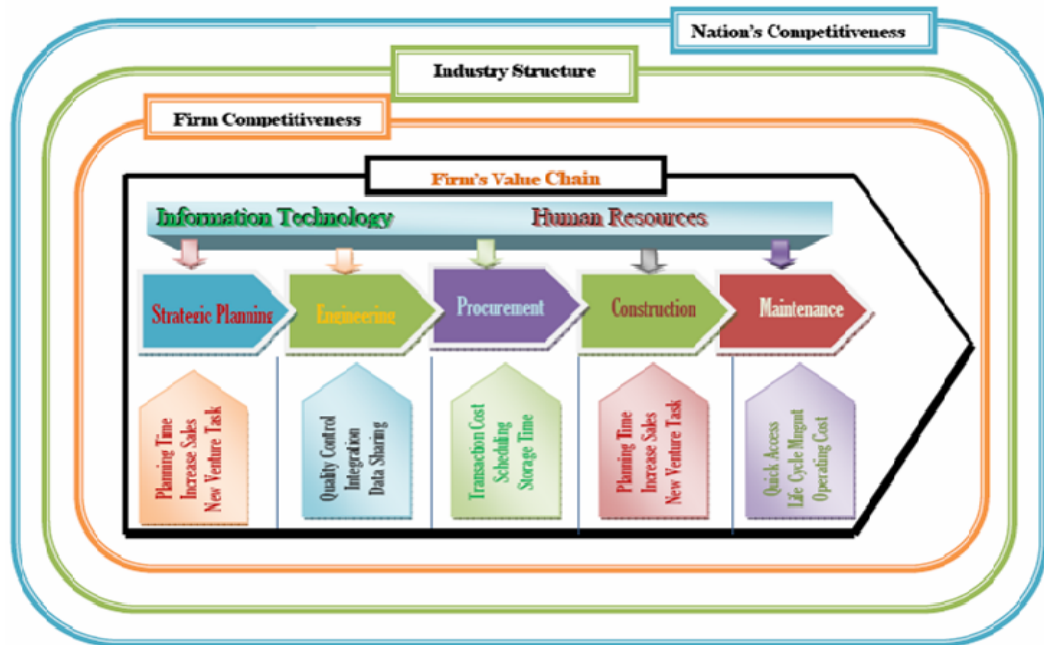 Nation's Competitiveness
Industry Structure
Firm Competitiveness
Firm's Value Chain
Information Technology
Human Resources
Strategic Planning
Engineering
Procurement
Construction
Maintenance
Planning Time
Increase Sales
New Venture Task
Quality Control
Integration
Data Sharing
Transaction Cost
Scheduling
Storage Time
Planning Time
Increase Sales
New Venture Task
Quick Access
Life Cycle Mngmt
Operating Cost